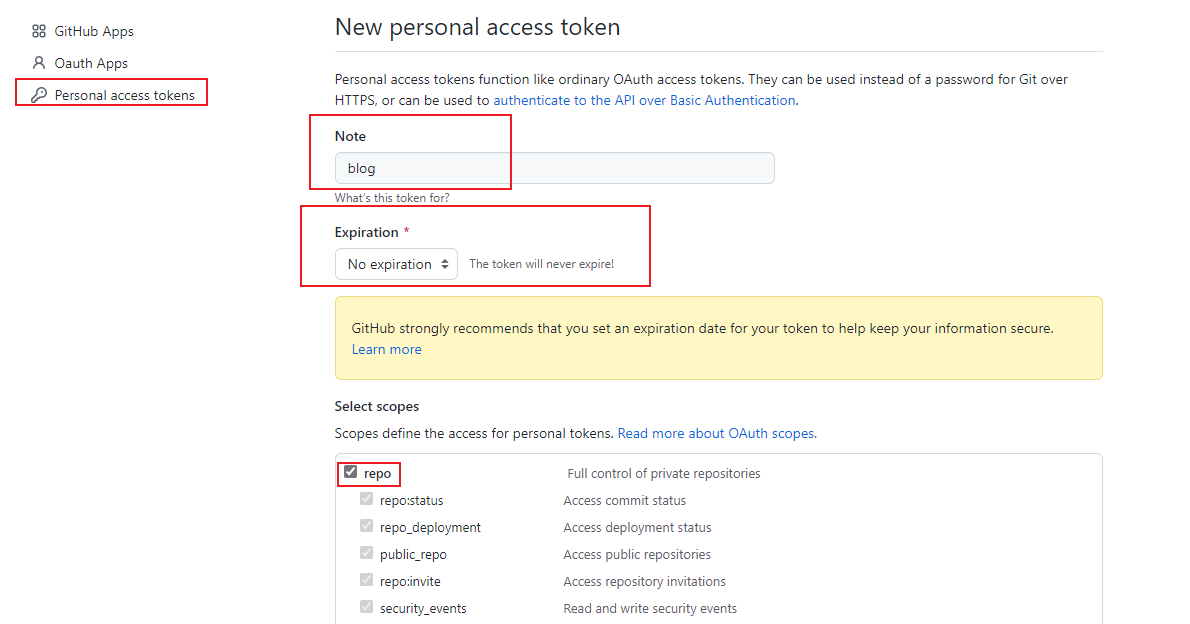 GitHub Apps
Oauth Apps
Personal access tokens
New personal access token
Personal access tokens function like ordinary OAuth access tokens. They can be used instead of a password for Git over
HTTPS, or can be used to authenticate to the API over Basic Authentication.
Note
blog
What's this token for?
Expiration *
No expiration The token will never expire!
GitHub strongly recommends that you set an expiration date for your token to help keep your information secure.
Learn more
Select scopes
Scopes define the access for personal tokens. Read more about OAuth scopes.
repo Full control of private repositories
repo:status Access commit status
repo_deployment Access deployment status
public_repo Access public repositories
repo:invite Access repository invitations
security_events Read and write security events